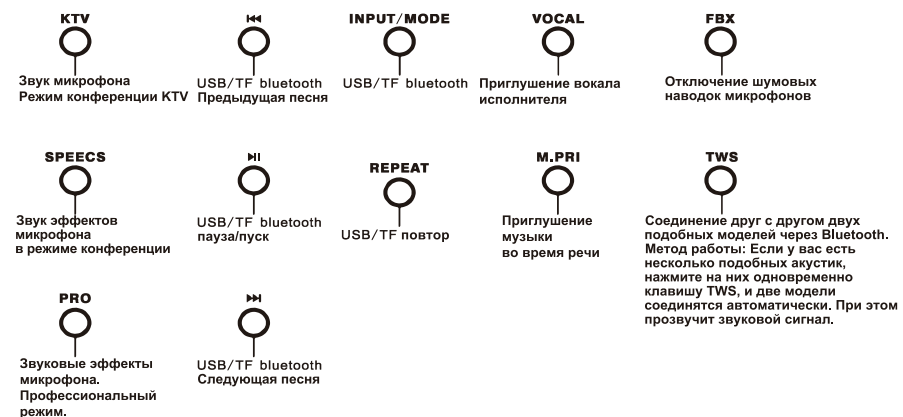 KTV
Звук микрофона
Режим конференции KTV
⏮
USB/TF bluetooth
Предыдущая песня
INPUT/MODE
USB/TF bluetooth
VOCAL
Приглушение вокала
исполнителя
FBX
Отключение шумовых
наводок микрофонов
SPEECS
Звук эффектов
микрофона
в режиме конференции
⏯
USB/TF bluetooth
пауза/пуск
REPEAT
USB/TF повтор
M.PRI
Приглушение
музыки
во время речи
TWS
Соединение друг с другом двух
подобных моделей через Bluetooth.
Метод работы: Если у вас есть
несколько подобных акустик,
нажмите на них одновременно
клавишу TWS, и две модели
соединятся автоматически. При этом
прозвучит звуковой сигнал.
PRO
Звуковые эффекты
микрофона.
Профессиональный
режим.
⏭
USB/TF bluetooth
Следующая песня